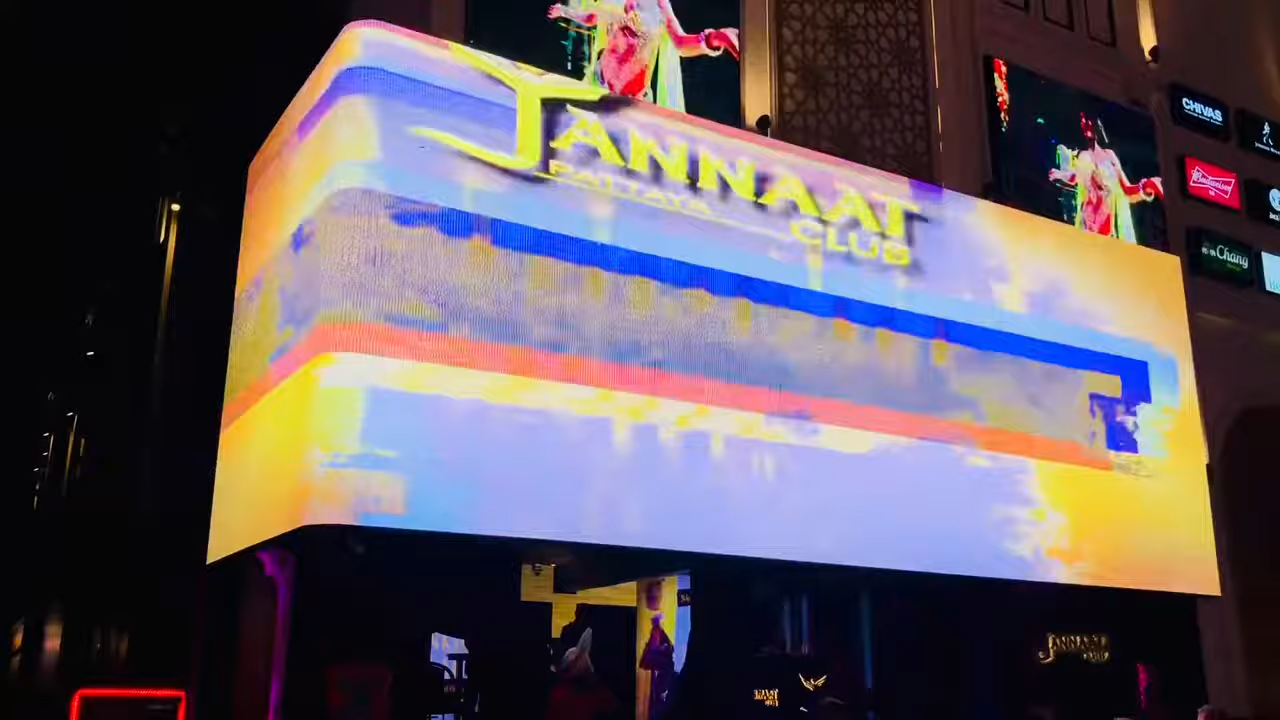 JANNAAT
PATTAYA
CLUB
CHIVAS
Budweiser
Chang
JANNAAT